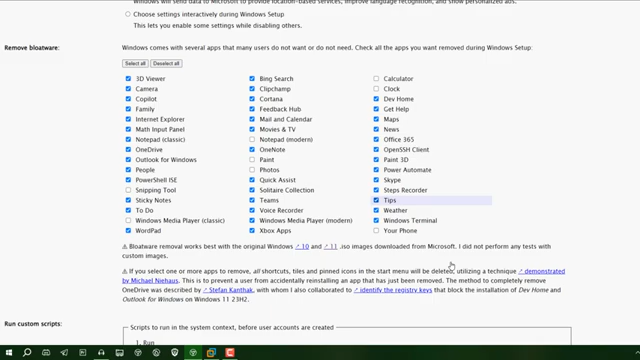 Windows will send data to Microsoft to provide location-based services, improve language recognition, and show personalized ads.
Choose settings interactively during Windows Setup
This lets you enable some settings while disabling others.
Remove bloatware:
Windows comes with several apps that many users do not want or do not need. Check all the apps you want removed during Windows Setup:
Select all Deselect all
3D Viewer Bing Search Calculator
Camera Clipchamp Clock
Copilot Cortana Dev Home
Family Feedback Hub Get Help
Internet Explorer Mail and Calendar Maps
Math Input Panel Movies & TV News
Notepad (classic) Notepad (modern) Office 365
OneDrive OneNote OpenSSH Client
Outlook for Windows Paint Paint 3D
People Photos Power Automate
PowerShell ISE Quick Assist Skype
Snipping Tool Solitaire Collection Steps Recorder
Sticky Notes Teams Tips
To Do Voice Recorder Weather
Windows Media Player (classic) Windows Media Player (modern) Windows Terminal
WordPad Xbox Apps Your Phone
⚠ Bloatware removal works best with the original Windows ↗ 10 and ↗ 11 .iso images downloaded from Microsoft. I did not perform any tests with
custom images.
⚠ If you select one or more apps to remove, all shortcuts, tiles and pinned icons in the start menu will be deleted, utilizing a technique ↗ demonstrated
by Michael Niehaus. This is to prevent a user from accidentally reinstalling an app that has just been removed. The method to completely remove
OneDrive was described by ↗ Stefan Kanthak, with whom I also collaborated to ↗ identify the registry keys that block the installation of Dev Home and
Outlook for Windows on Windows 11 23H2.
Run custom scripts:
Scripts to run in the system context, before user accounts are created
1. Run